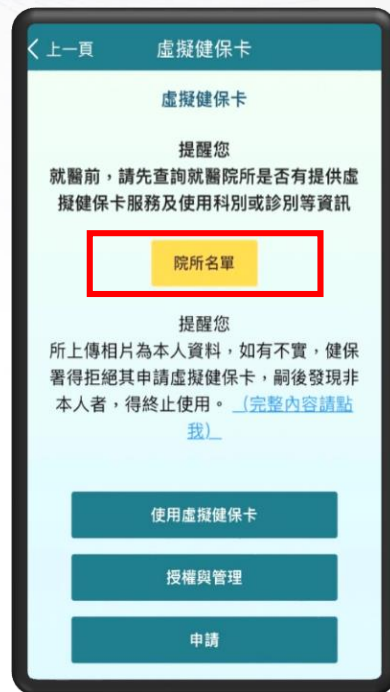 上一頁
虛擬健保卡
虛擬健保卡
提醒您
就醫前，請先查詢就醫院所是否有提供虛
擬健保卡服務及使用科別或診別等資訊
院所名單
提醒您
所上傳相片為本人資料，如有不實，健保
署得拒絕其申請虛擬健保卡，嗣後發現非
本人者，得終止使用。 (完整內容請點
我)
使用虛擬健保卡
授權與管理
申請